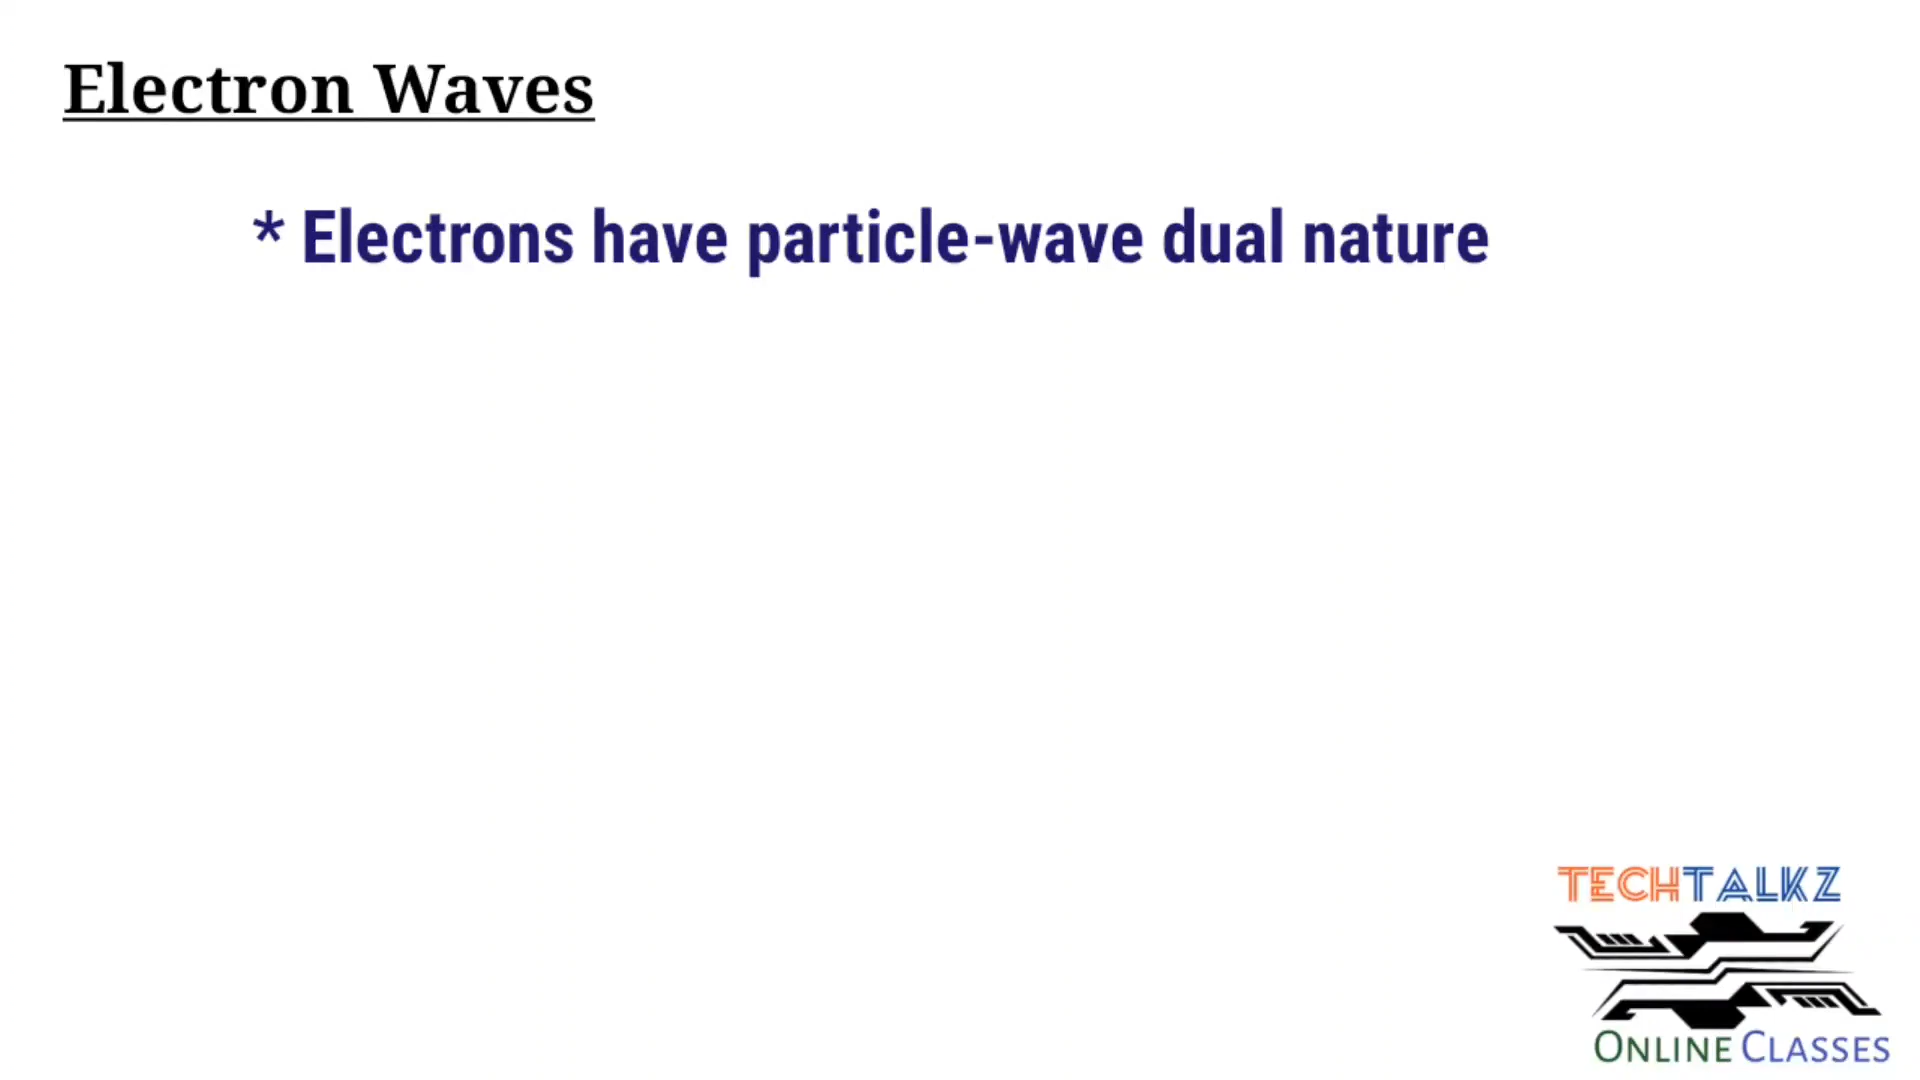 Electron Waves
* Electrons have particle-wave dual nature
TECHTALKZ
ONLINE CLASSES